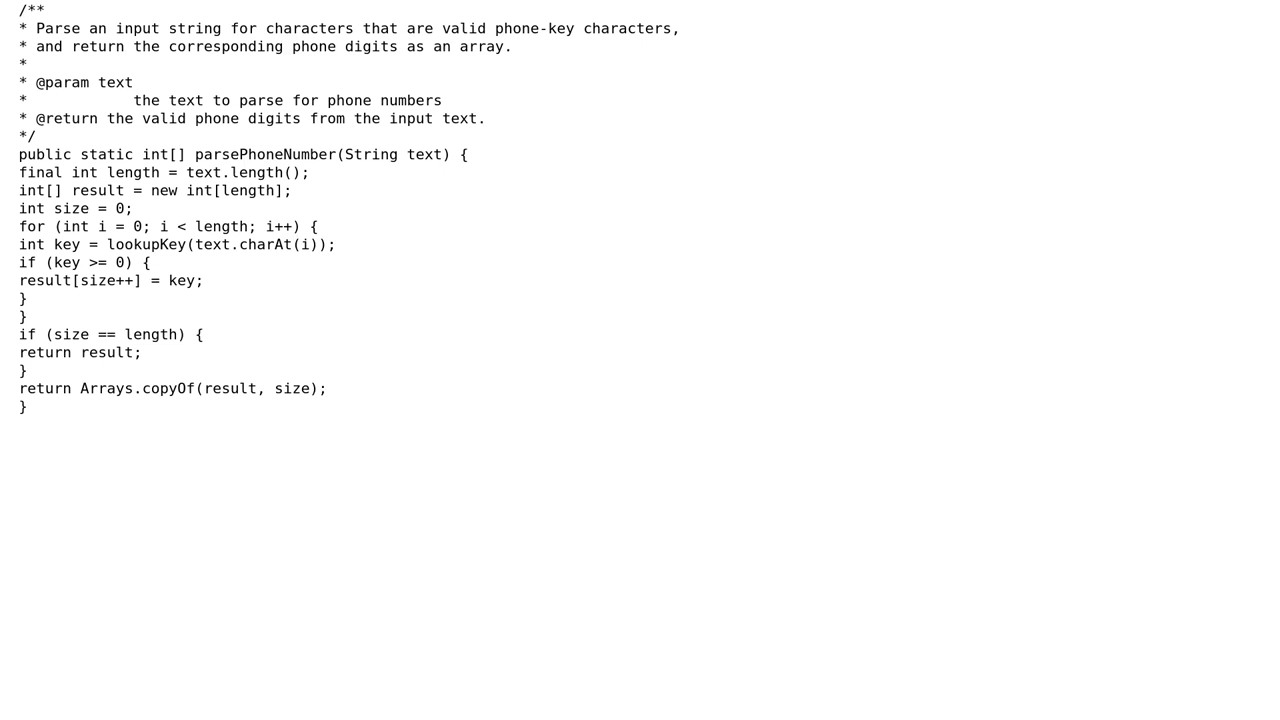 /**
* Parse an input string for characters that are valid phone-key characters,
* and return the corresponding phone digits as an array.
*
* @param text
*            the text to parse for phone numbers
* @return the valid phone digits from the input text.
*/
public static int[] parsePhoneNumber(String text) {
final int length = text.length();
int[] result = new int[length];
int size = 0;
for (int i = 0; i < length; i++) {
int key = lookupKey(text.charAt(i));
if (key >= 0) {
result[size++] = key;
}
}
if (size == length) {
return result;
}
return Arrays.copyOf(result, size);
}